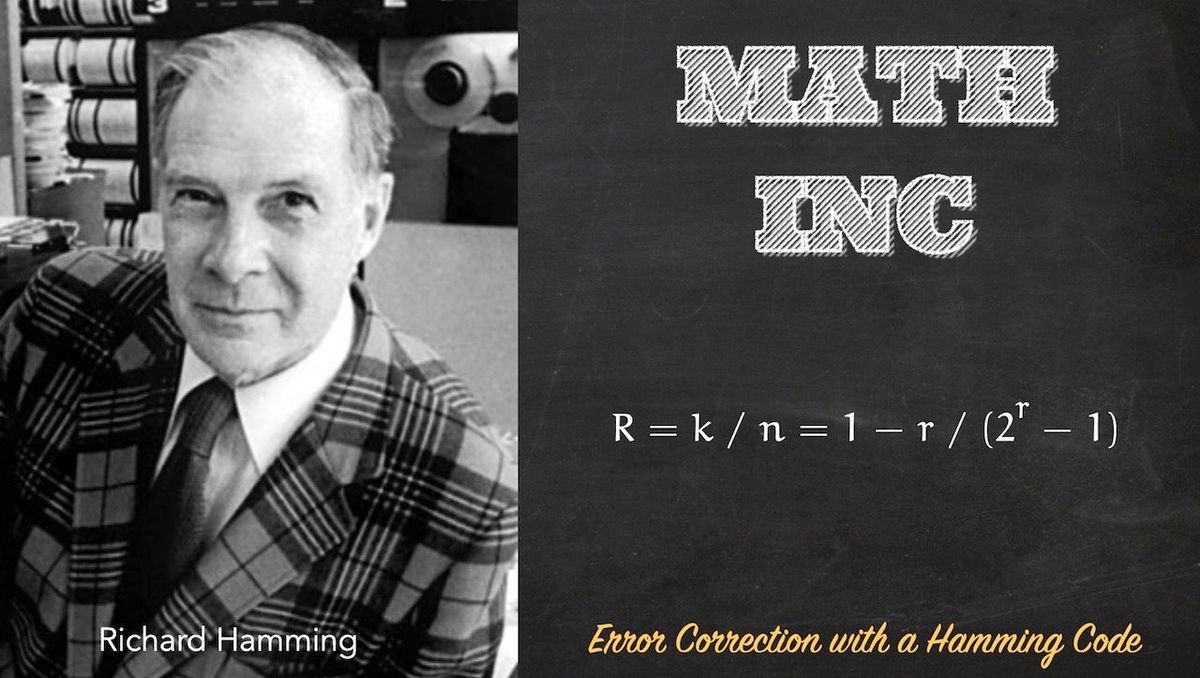 MATH
INC
R = k / n = 1 − r / (2^r − 1)
Richard Hamming
Error Correction with a Hamming Code